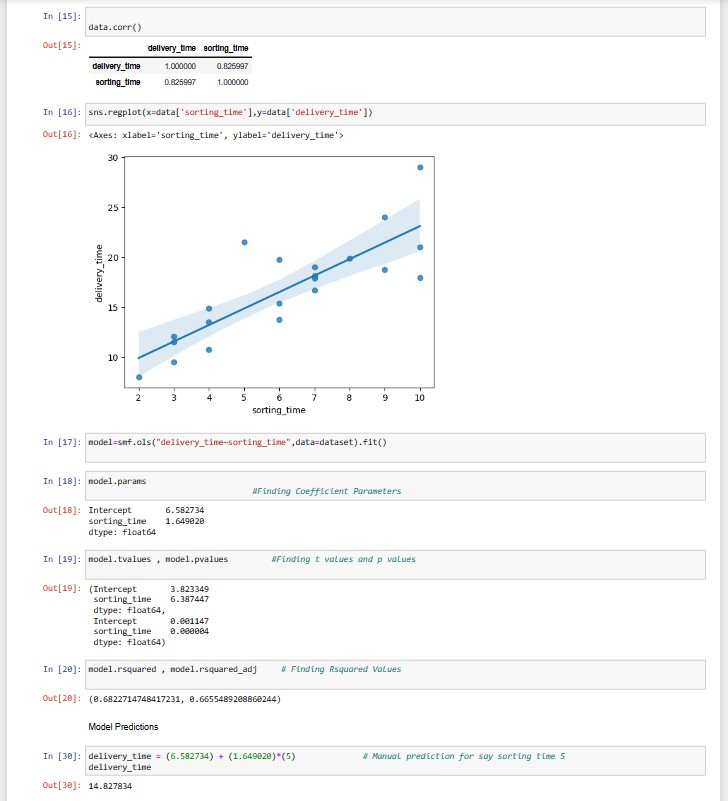 In [15]:
data.corr()
Out[15]:
delivery_time sorting_time
delivery_time 1.000000 0.825997
sorting_time 0.825997 1.000000
In [16]: sns.regplot(x=data['sorting_time'],y=data['delivery_time'])
Out[16]: <Axes: xlabel='sorting_time', ylabel='delivery_time'>
30
25
20
15
10
delivery_time
2 3 4 5 6 7 8 9 10
sorting_time
In [17]: model=smf.ols("delivery_time~sorting_time",data=dataset).fit()
In [18]: model.params
#Finding Coefficient Parameters
Out[18]: Intercept 6.582734
sorting_time 1.649020
dtype: float64
In [19]: model.tvalues , model.pvalues #Finding t values and p values
Out[19]: (Intercept 3.823349
sorting_time 6.387447
dtype: float64,
Intercept 0.001147
sorting_time 0.000004
dtype: float64)
In [20]: model.rsquared , model.rsquared_adj # Finding Rsquared Values
Out[20]: (0.6822714748417231, 0.6655489208860244)
Model Predictions
In [30]: delivery_time = (6.582734) + (1.649020)*(5) # Manual prediction for say sorting time 5
delivery_time
Out[30]: 14.827834